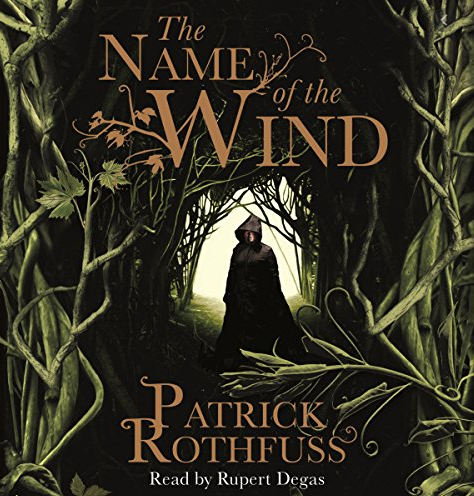 The
NAME
of the
WIND
PATRICK
ROTHFUSS
Read by Rupert Degas